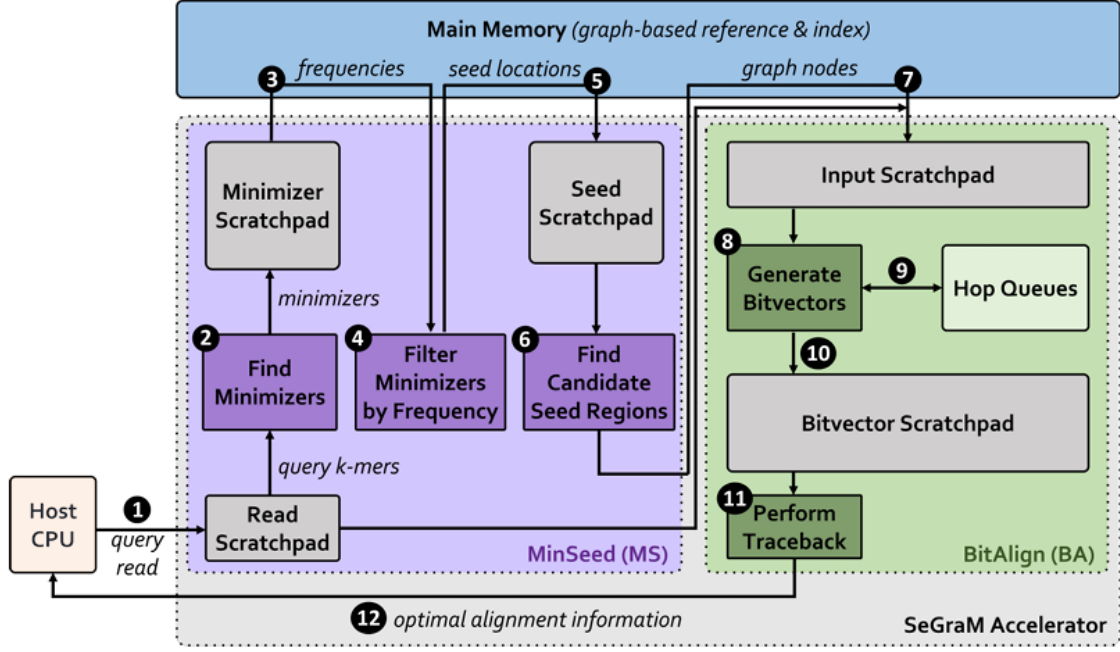 Main Memory (graph-based reference & index)
3
frequencies
seed locations
5
graph nodes
7
Minimizer
Scratchpad
Seed
Scratchpad
Input Scratchpad
8
Generate
Bitvectors
9
Hop Queues
minimizers
2
Find
Minimizers
4
Filter
Minimizers
by Frequency
6
Find
Candidate
Seed Regions
10
Bitvector Scratchpad
query k-mers
Host
CPU
1
query
read
Read
Scratchpad
MinSeed (MS)
11
Perform
Traceback
BitAlign (BA)
12
optimal alignment information
SeGraM Accelerator